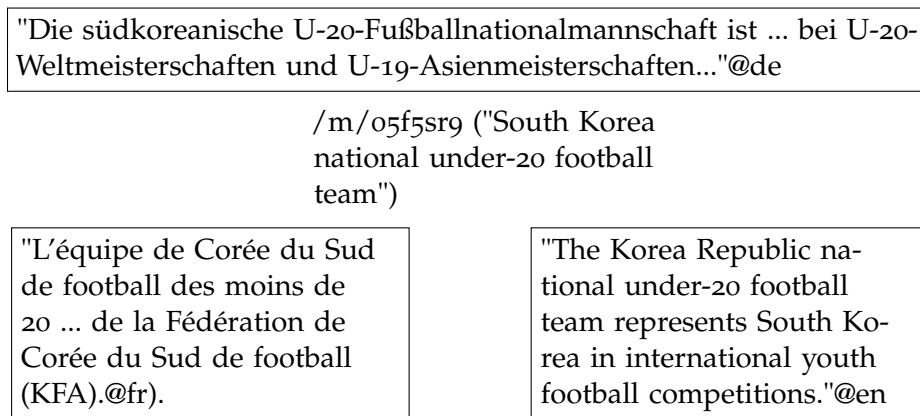 "Die südkoreanische U-20-Fußballnationalmannschaft ist ... bei U-20-
Weltmeisterschaften und U-19-Asienmeisterschaften..."@de
/m/05f5sr9 ("South Korea
national under-20 football
team")
"L'équipe de Corée du Sud
de football des moins de
20 ... de la Fédération de
Corée du Sud de football
(KFA).@fr).
"The Korea Republic na-
tional under-20 football
team represents South Ko-
rea in international youth
football competitions."@en